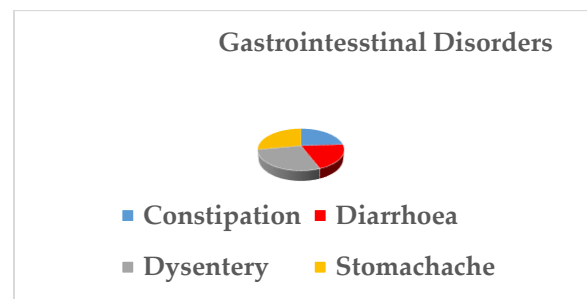 Gastrointesstinal Disorders
Constipation Diarrhoea
Dysentery Stomachache